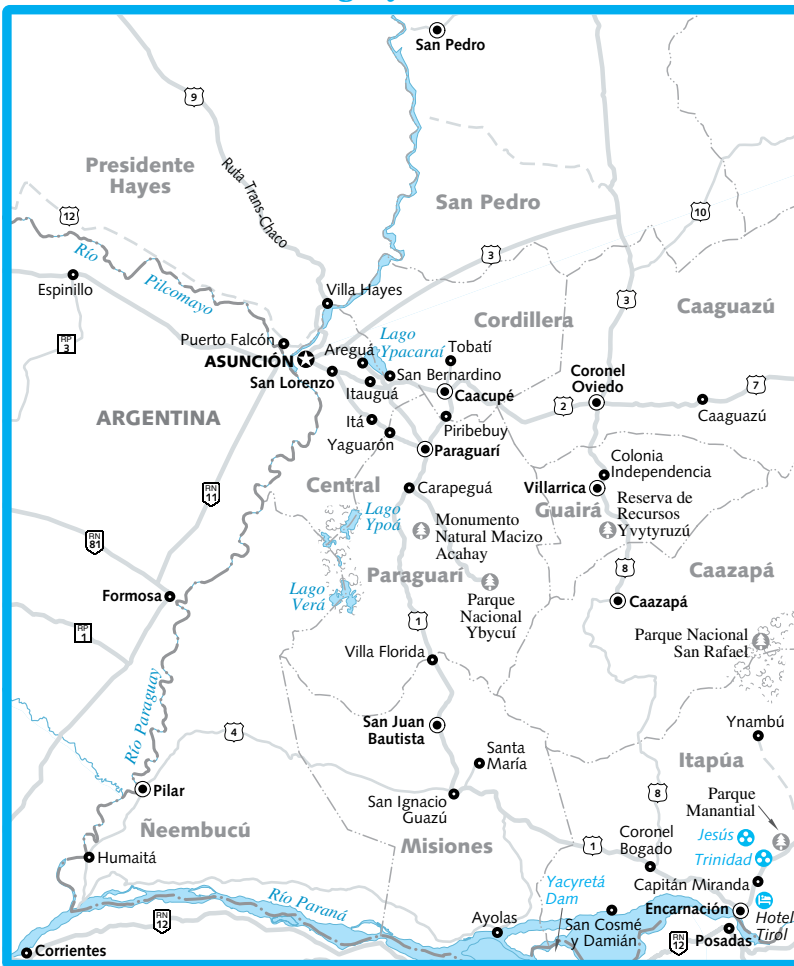 San Pedro
9
Presidente
Hayes
Ruta Trans-Chaco
San Pedro
12
10
Río
Pilcomayo
3
Espinillo
Villa Hayes
3
Caaguazú
RP
3
Puerto Falcón
Lago
Ypacaraí
Cordillera
Areguá
Tobatí
ASUNCIÓN
San Lorenzo
San Bernardino
Coronel
Oviedo
Itauguá
Caacupé
7
2
Caaguazú
ARGENTINA
Itá
Piribebuy
Yaguarón
Paraguarí
Colonia
Independencia
Central
Carapeguá
Villarrica
RN
11
Guairá
Reserva de
Recursos
Yvytyruzú
Lago
Ypoá
Monumento
Natural Macizo
Acahay
RN
81
8
Caazapá
Paraguarí
Lago
Verá
Formosa
Parque
Nacional
Ybycuí
Caazapá
1
RP
1
Parque Nacional
San Rafael
Villa Florida
Río Paraguay
San Juan
Bautista
Ynambú
4
Santa
María
Itapúa
Pilar
San Ignacio
Guazú
8
Parque
Manantial
Ñeembucú
Misiones
1
Coronel
Bogado
Jesús
Trinidad
Humaitá
Capitán Miranda
Yacyretá
Dam
Río Paraná
Encarnación
RN
12
Ayolas
San Cosmé
y Damián
Hotel
Tirol
RN
12
Posadas
Corrientes